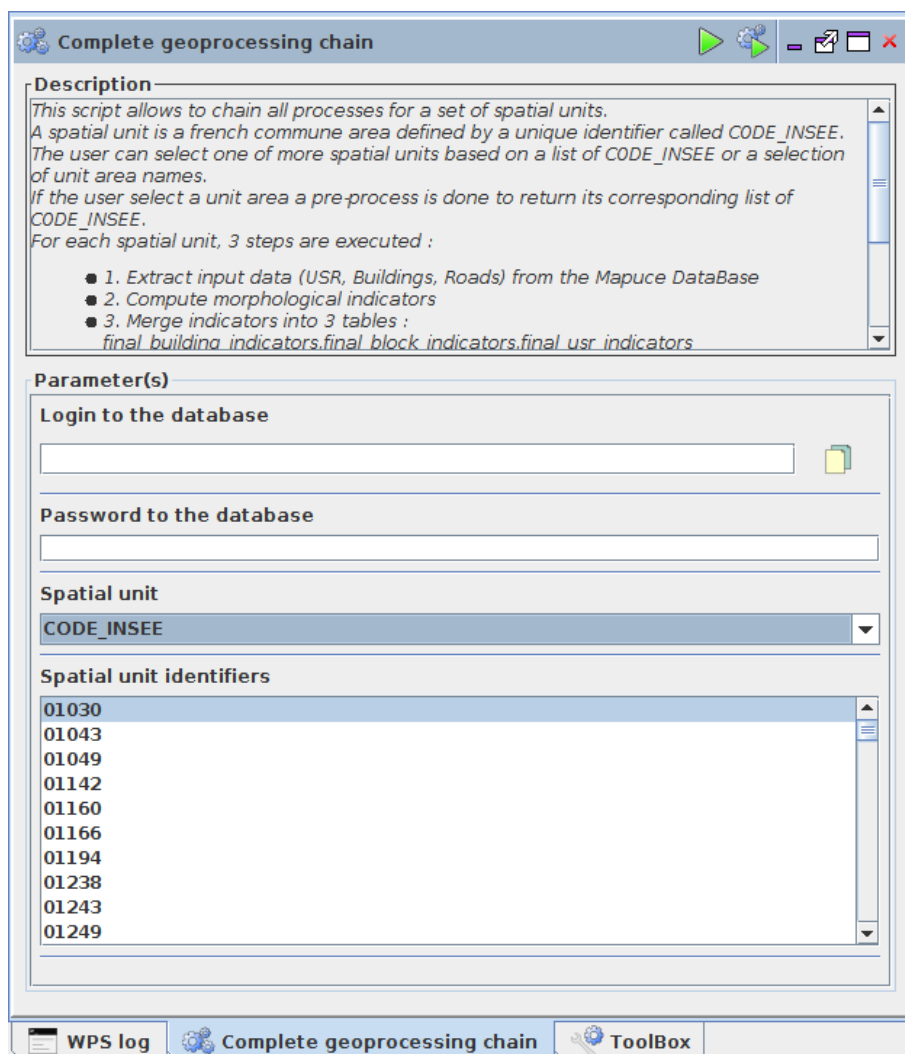 Complete geoprocessing chain
Description
This script allows to chain all processes for a set of spatial units.
A spatial unit is a french commune area defined by a unique identifier called CODE_INSEE.
The user can select one of more spatial units based on a list of CODE_INSEE or a selection
of unit area names.
If the user select a unit area a pre-process is done to return its corresponding list of
CODE_INSEE.
For each spatial unit, 3 steps are executed :
1. Extract input data (USR, Buildings, Roads) from the Mapuce DataBase
2. Compute morphological indicators
3. Merge indicators into 3 tables :
final_building_indicators,final_block_indicators,final_usr_indicators
Parameter(s)
Login to the database
Password to the database
Spatial unit
CODE_INSEE
Spatial unit identifiers
01030
01043
01049
01142
01160
01166
01194
01238
01243
01249
WPS log
Complete geoprocessing chain
ToolBox